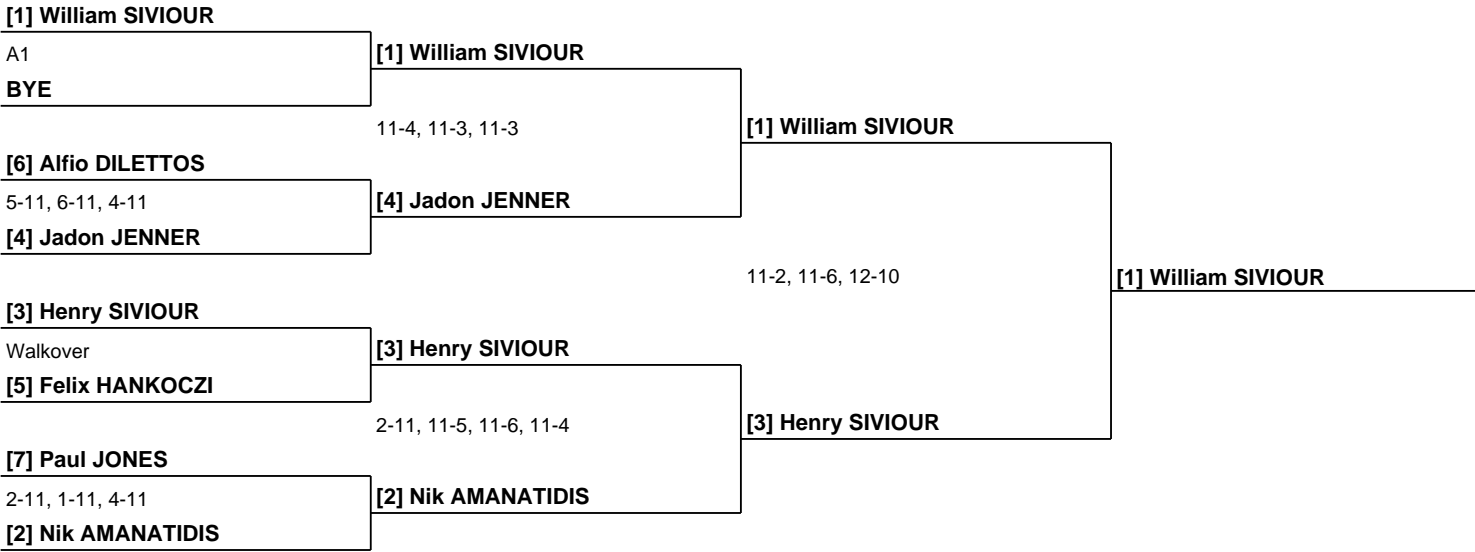 [1] William SIVIOUR
A1
BYE
[1] William SIVIOUR
11-4, 11-3, 11-3
[6] Alfio DILETTOS
5-11, 6-11, 4-11
[4] Jadon JENNER
[4] Jadon JENNER
[1] William SIVIOUR
11-2, 11-6, 12-10
[1] William SIVIOUR
[3] Henry SIVIOUR
Walkover
[5] Felix HANKOCZI
[3] Henry SIVIOUR
2-11, 11-5, 11-6, 11-4
[3] Henry SIVIOUR
[7] Paul JONES
2-11, 1-11, 4-11
[2] Nik AMANATIDIS
[2] Nik AMANATIDIS